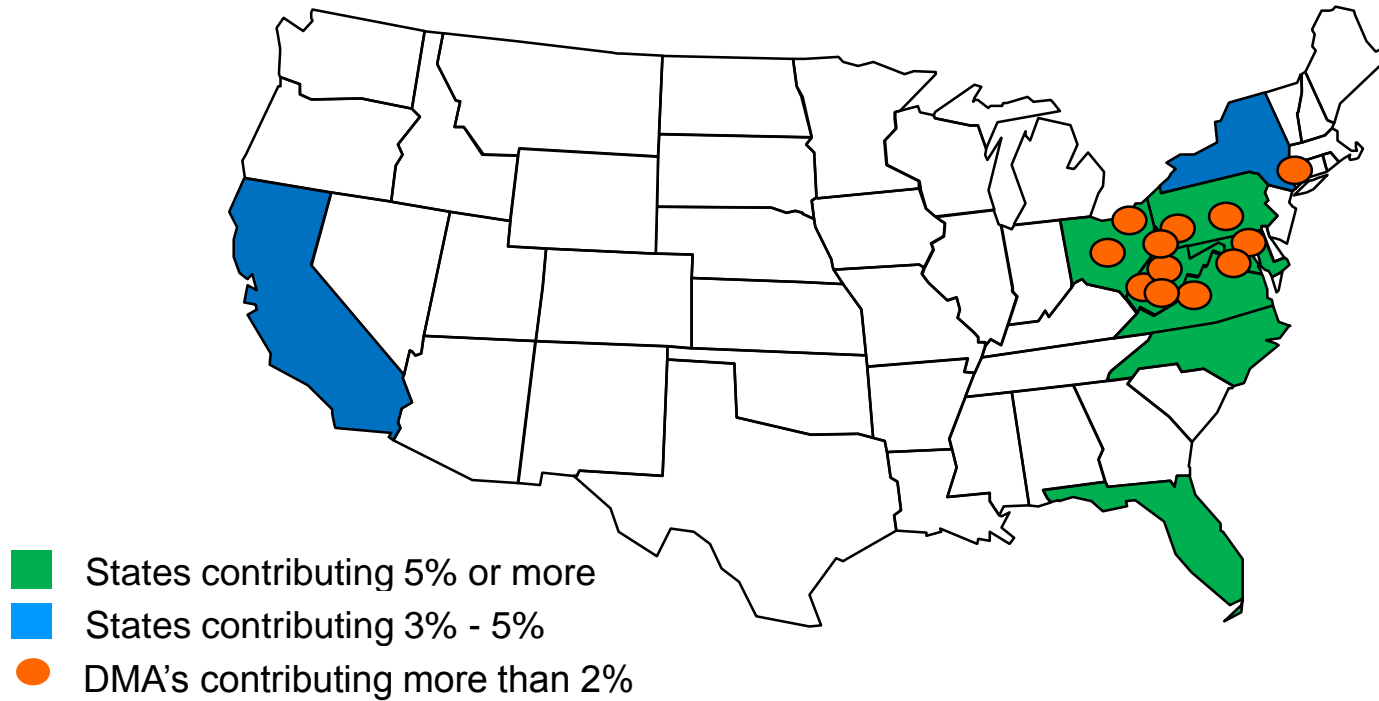 States contributing 5% or more
States contributing 3% - 5%
DMA's contributing more than 2%